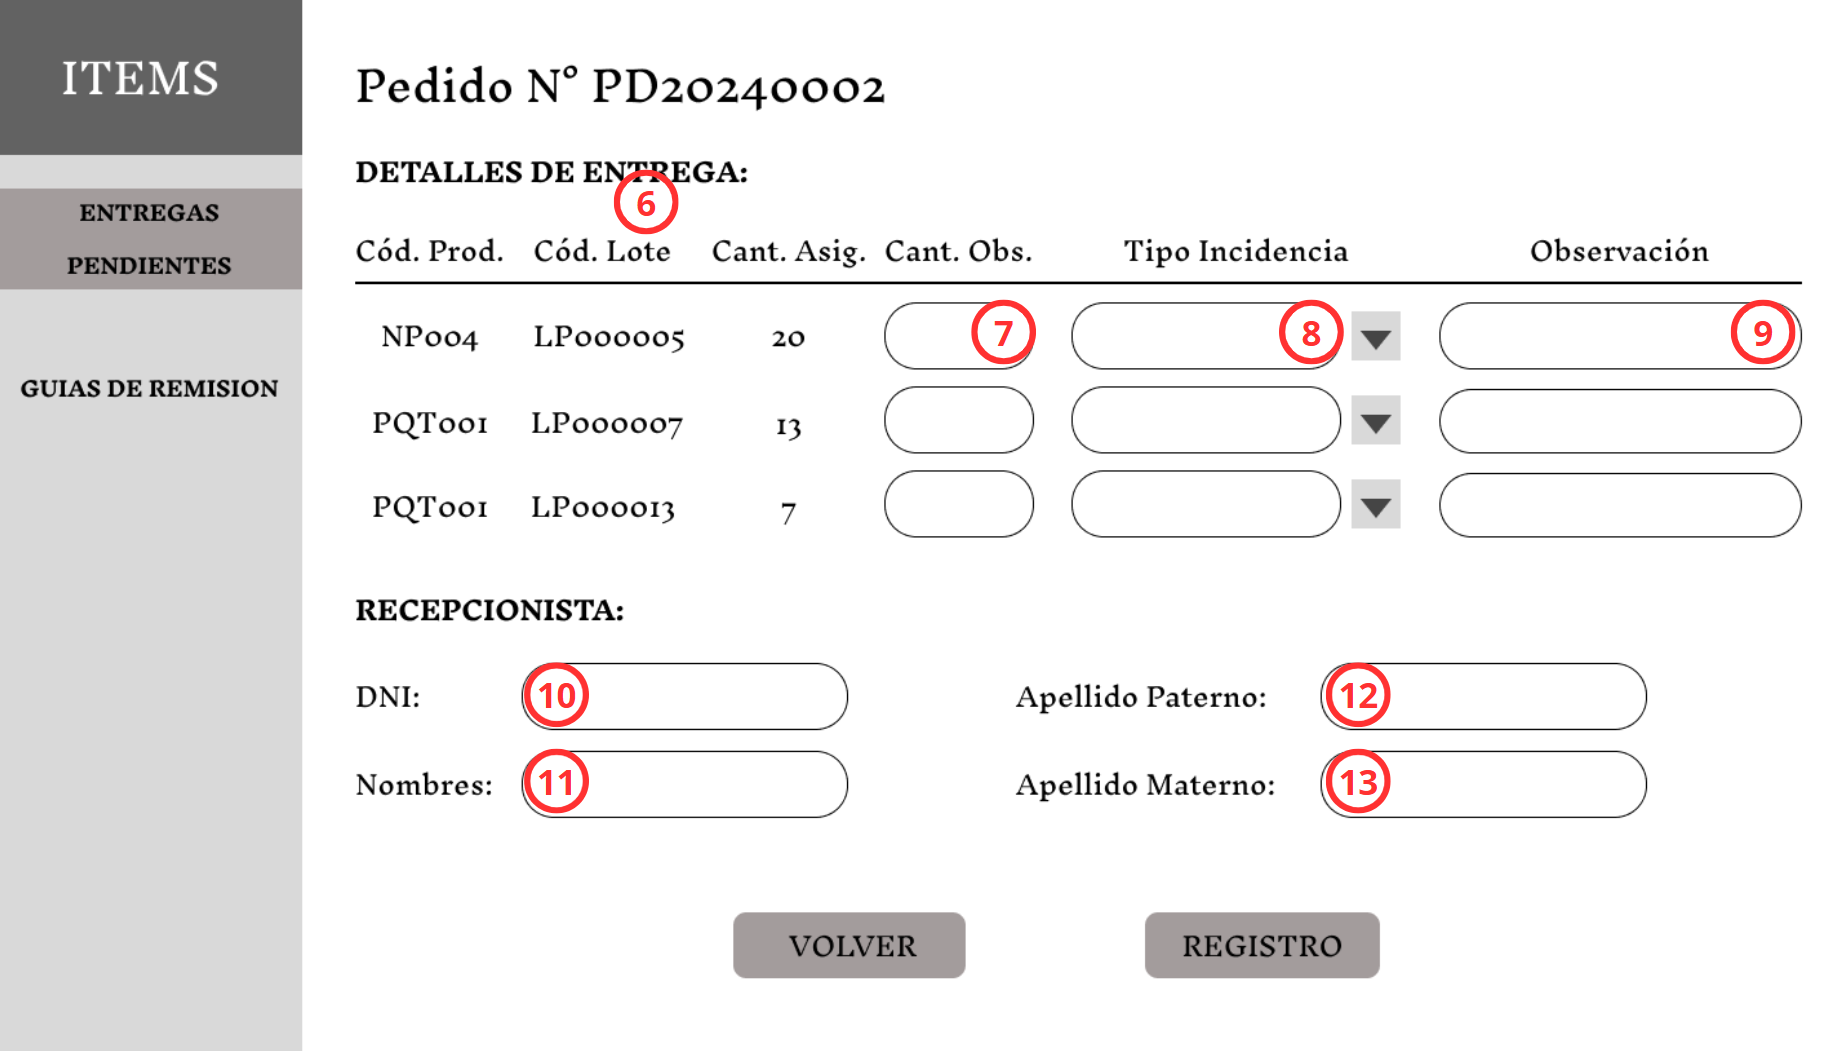 ITEMS
ENTREGAS
PENDIENTES
GUIAS DE REMISION
Pedido N° PD20240002
DETALLES DE ENTREGA:
6
Cód. Prod. Cód. Lote Cant. Asig. Cant. Obs. Tipo Incidencia Observación
NP004 LP000005 20 7 8 9
PQT001 LP000007 13
PQT001 LP000013 7
RECEPCIONISTA:
DNI: 10 Apellido Paterno: 12
Nombres: 11 Apellido Materno: 13
VOLVER REGISTRO